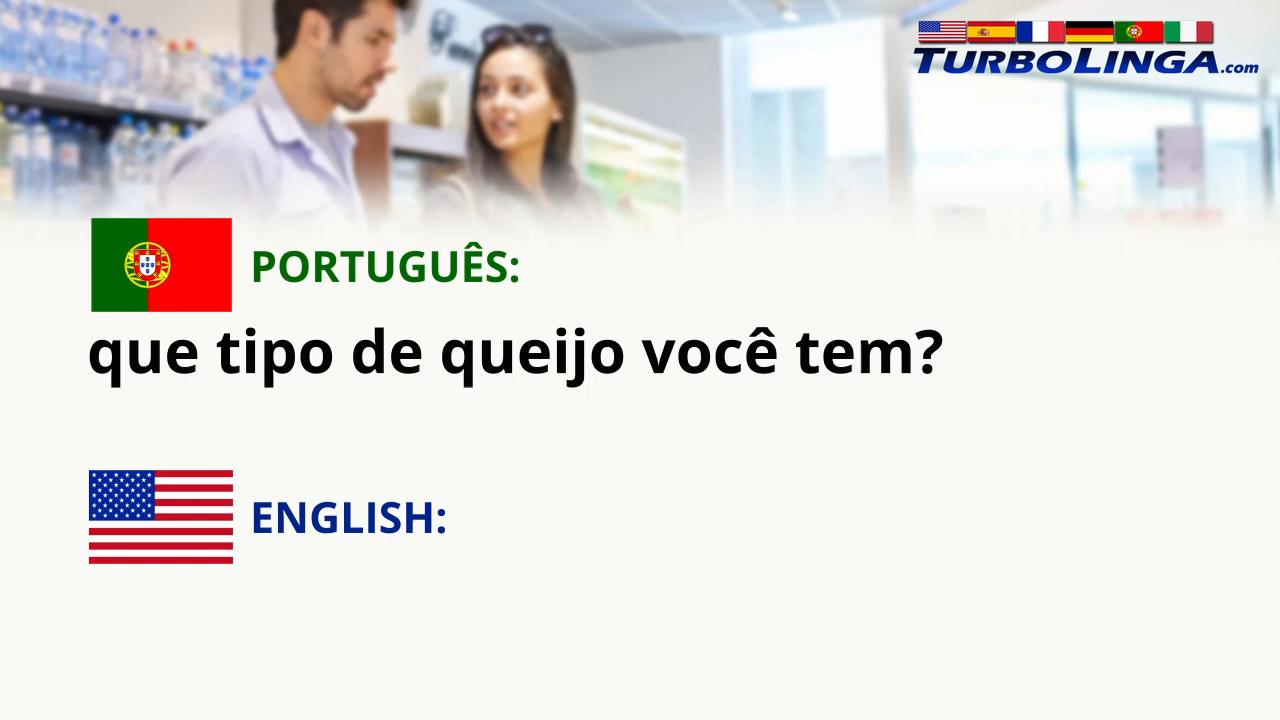 TURBOLINGA.com
PORTUGUÊS:
que tipo de queijo você tem?
ENGLISH: